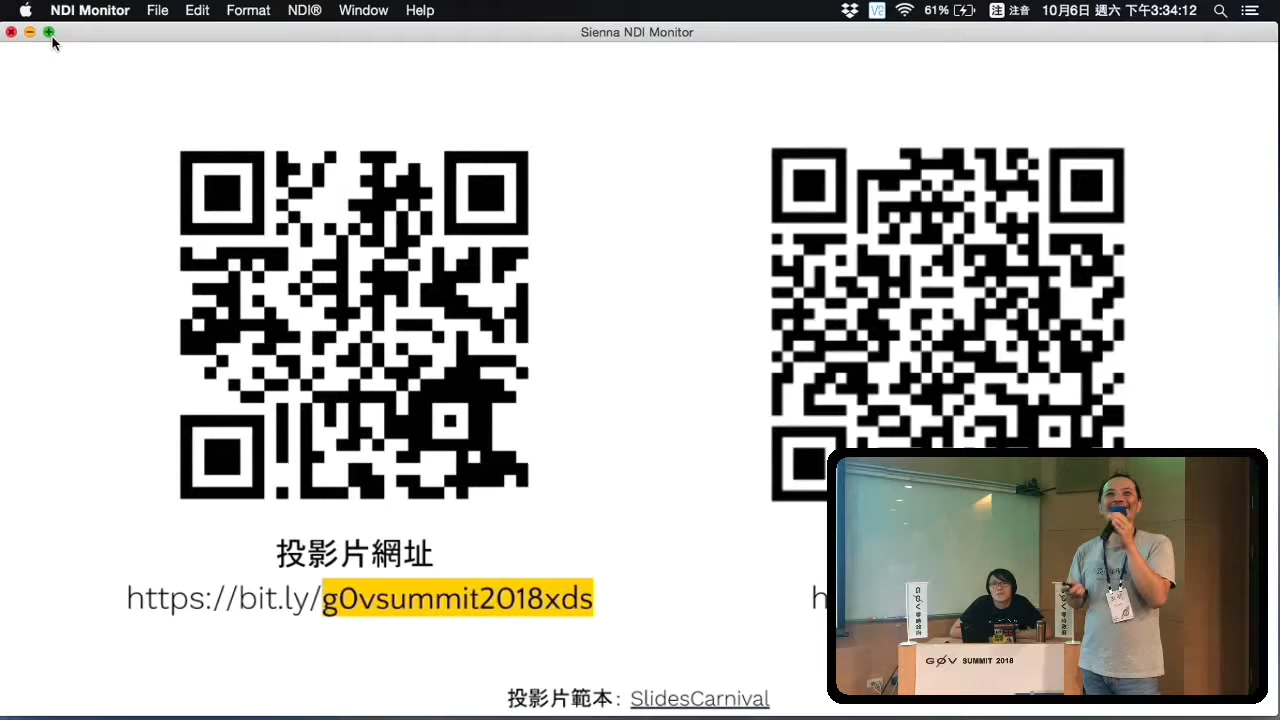 NDI Monitor File Edit Format NDI® Window Help 61% 注 注音 10月6日 週六 下午3:34:12
Sienna NDI Monitor
投影片網址
https://bit.ly/g0vsummit2018xds
h
投影片範本: SlidesCarnival
G0V SUMMIT 2018